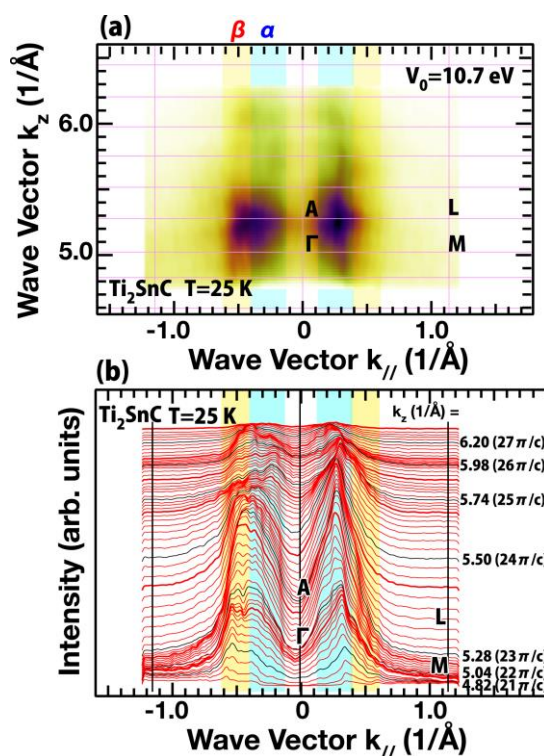 (a)
β α
V0=10.7 eV
Wave Vector kz (1/Å)
6.0
5.0
A
L
Γ
M
Ti2SnC T=25 K
-1.0
0
1.0
Wave Vector k// (1/Å)
(b)
Ti2SnC T=25 K
kz (1/Å) =
Intensity (arb. units)
6.20 (27π/c)
5.98 (26π/c)
5.74 (25π/c)
5.50 (24π/c)
A
L
Γ
5.28 (23π/c)
M
5.04 (22π/c)
4.82 (21π/c)
-1.0
0
1.0
Wave Vector k// (1/Å)